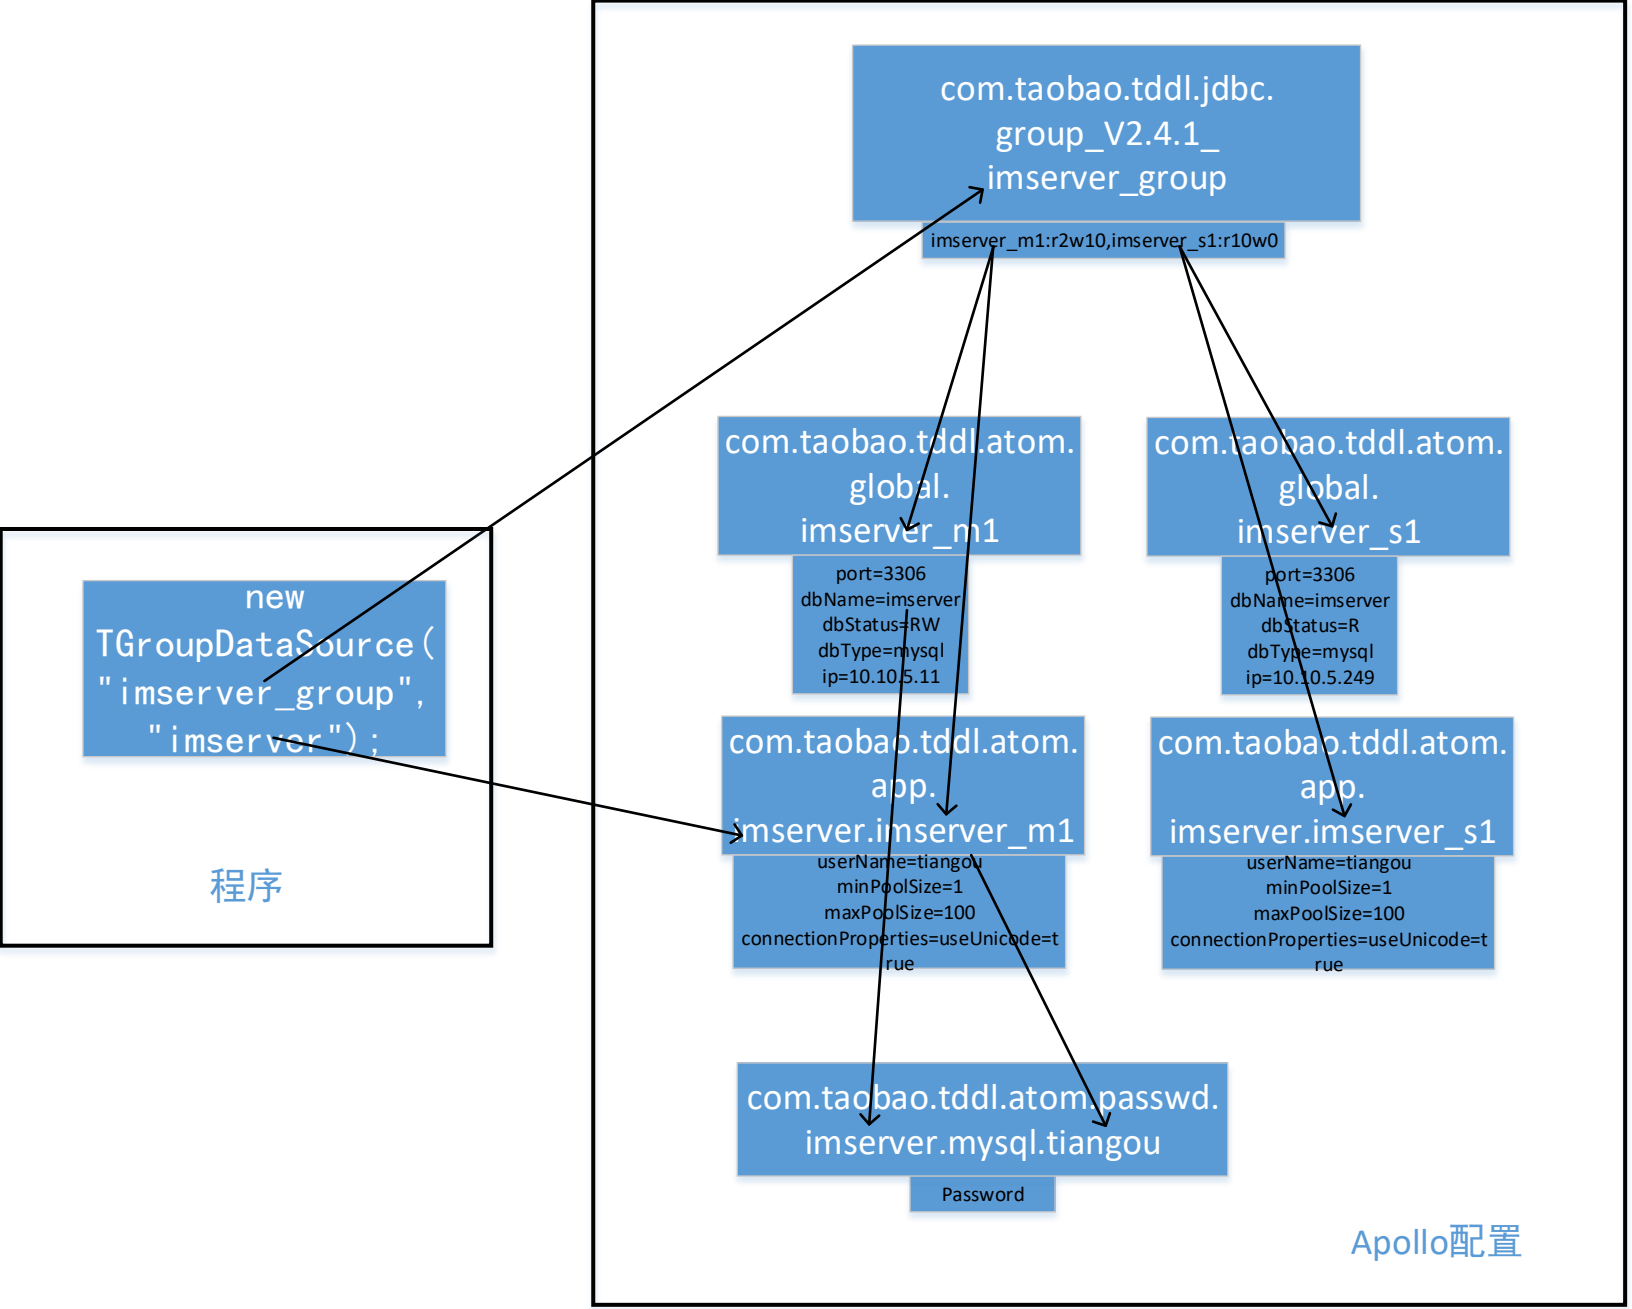 com.taobao.tddl.jdbc.
group_V2.4.1_
imserver_group
imserver_m1:r2w10,imserver_s1:r10w0
com.taobao.tddl.atom.
global.
imserver_m1
port=3306
dbName=imserver
dbStatus=RW
dbType=mysql
ip=10.10.5.11
com.taobao.tddl.atom.
global.
imserver_s1
port=3306
dbName=imserver
dbStatus=R
dbType=mysql
ip=10.10.5.249
new
TGroupDataSource(
"imserver_group",
"imserver");
程序
com.taobao.tddl.atom.
app.
imserver.imserver_m1
userName=tiangou
minPoolSize=1
maxPoolSize=100
connectionProperties=useUnicode=t
rue
com.taobao.tddl.atom.
app.
imserver.imserver_s1
userName=tiangou
minPoolSize=1
maxPoolSize=100
connectionProperties=useUnicode=t
rue
com.taobao.tddl.atom.passwd.
imserver.mysql.tiangou
Password
Apollo配置